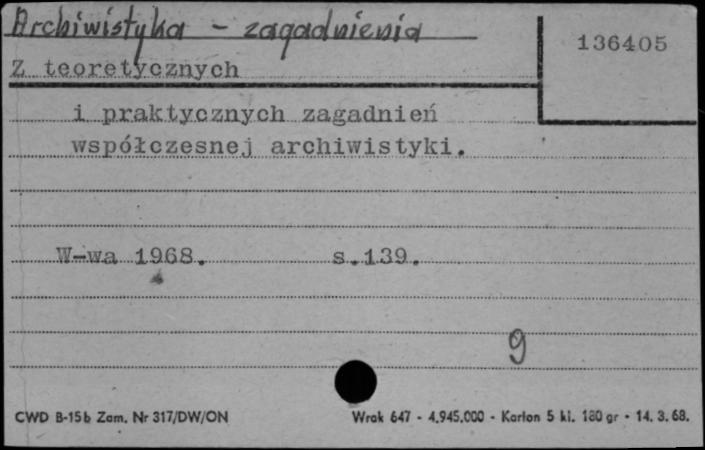 Archiwistyka - zagadnienia
136405
Z teoretycznych
i praktycznych zagadnień
współczesnej archiwistyki.
W-wa 1968. s.139.
9
CWD B-15b Zam. Nr 317/DW/ON Wrak 647 - 4.945.000 - Karton 5 kl. 180 gr - 14. 3. 68.